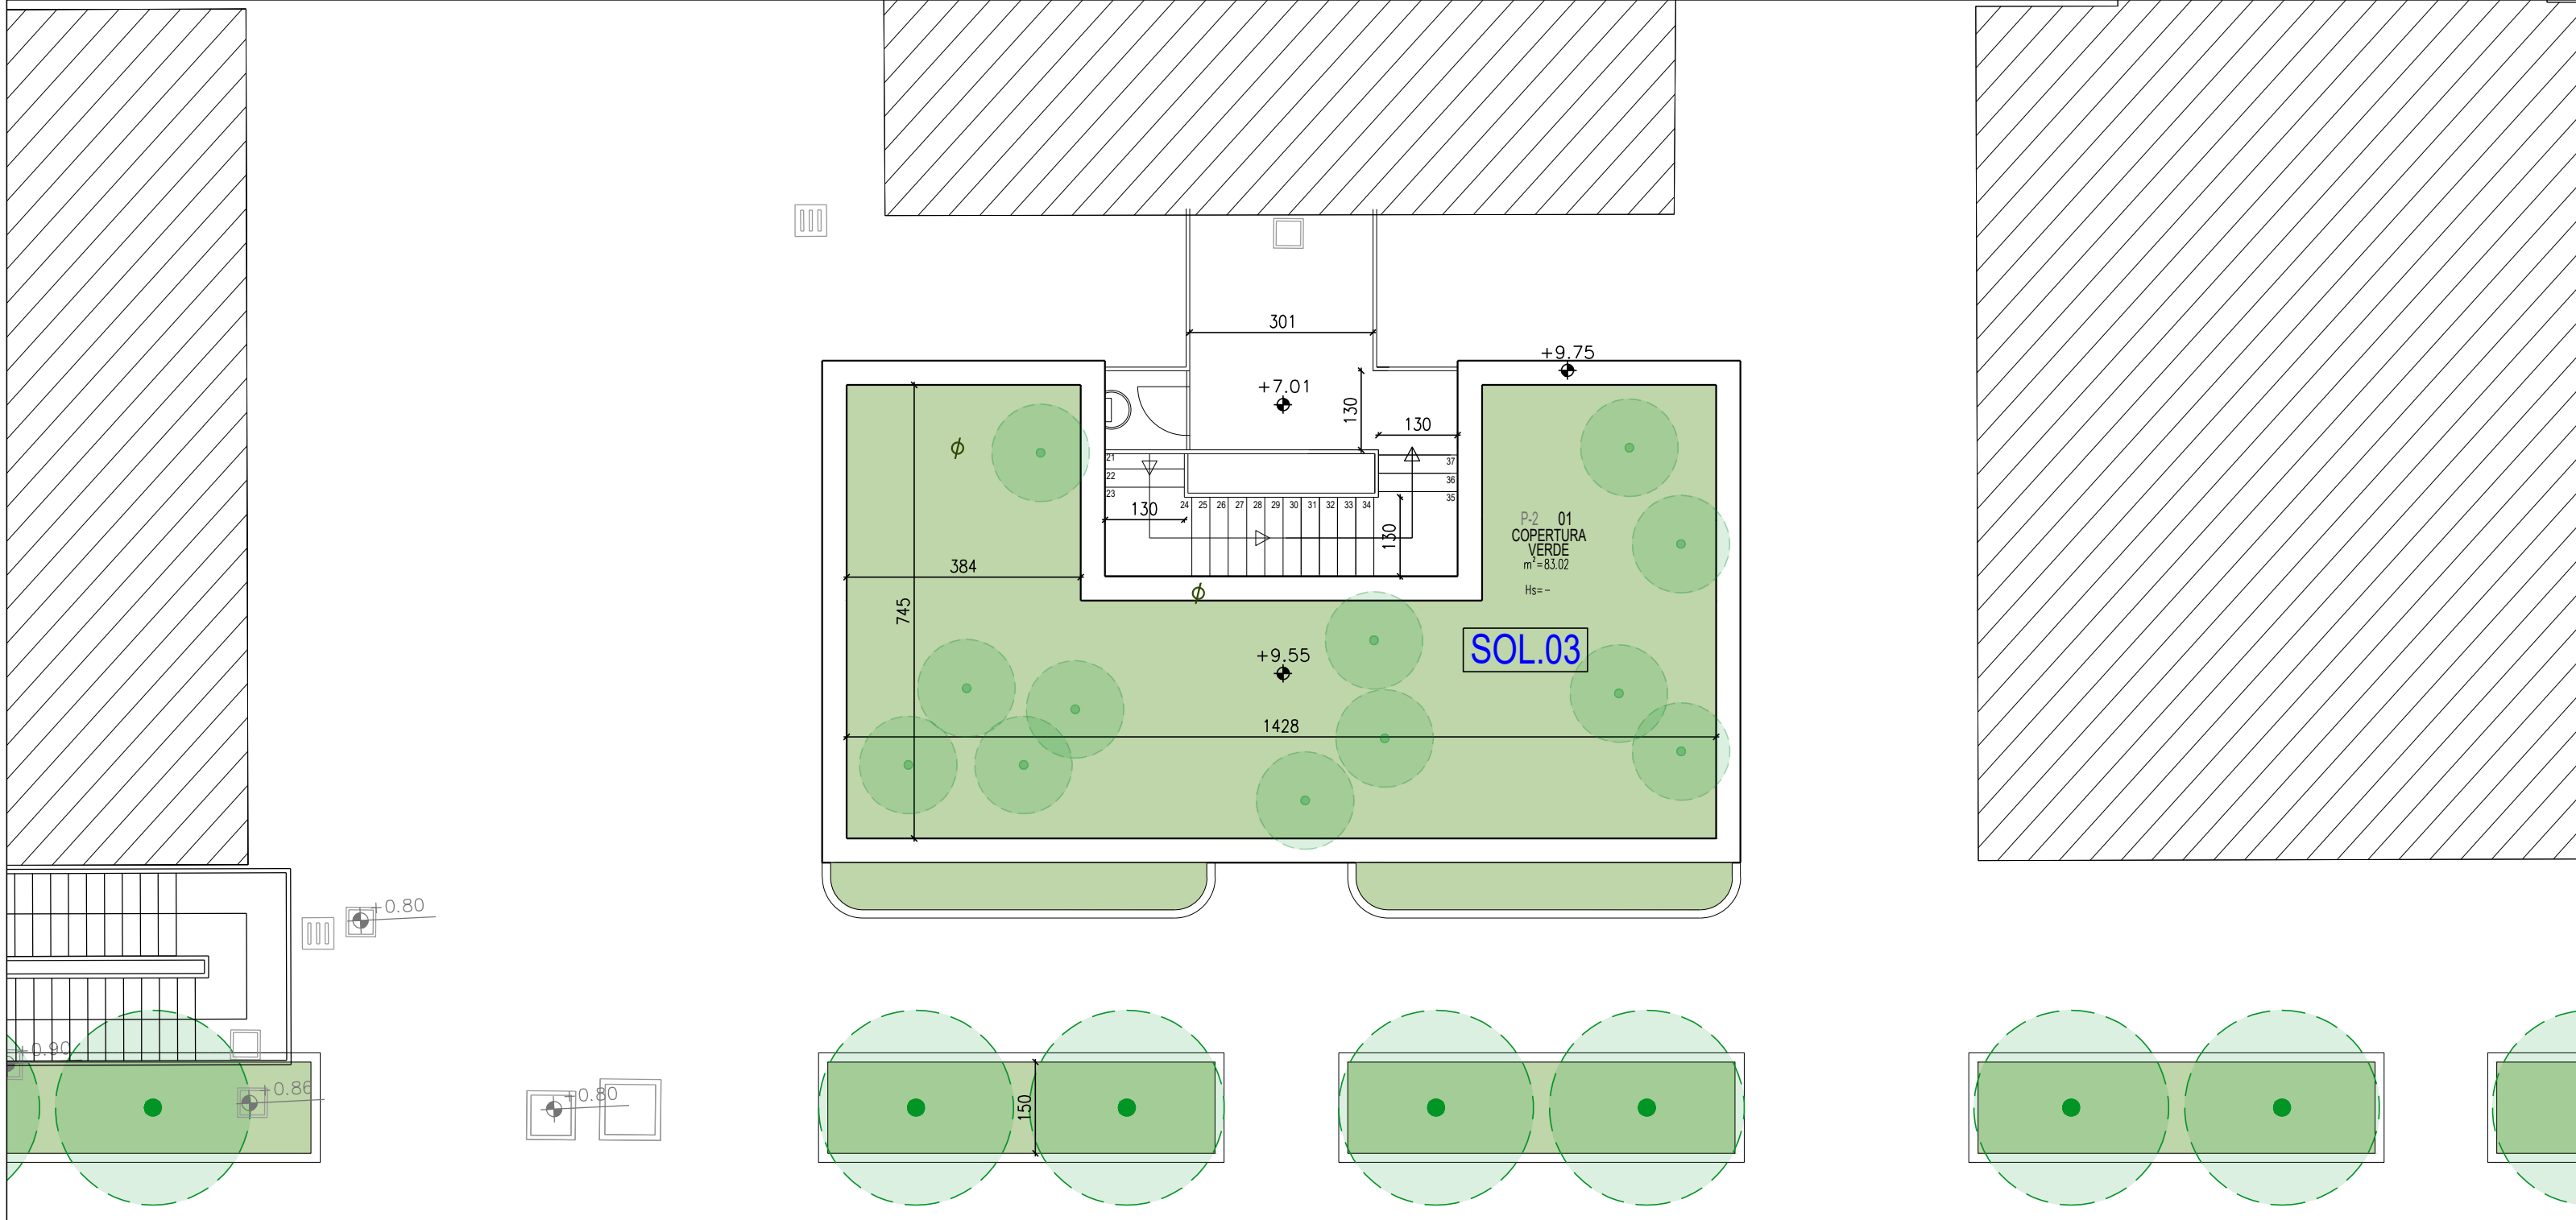 301
+9.75
+7.01
130
130
21
22
23
37
36
35
24 25 26 27 28 29 30 31 32 33 34
130
130
P-2 01
COPERTURA
VERDE
m²=83.02
Hs= -
ϕ
384
ϕ
745
SOL.03
+9.55
1428
+0.80
+0.90
+0.86
+0.80
150